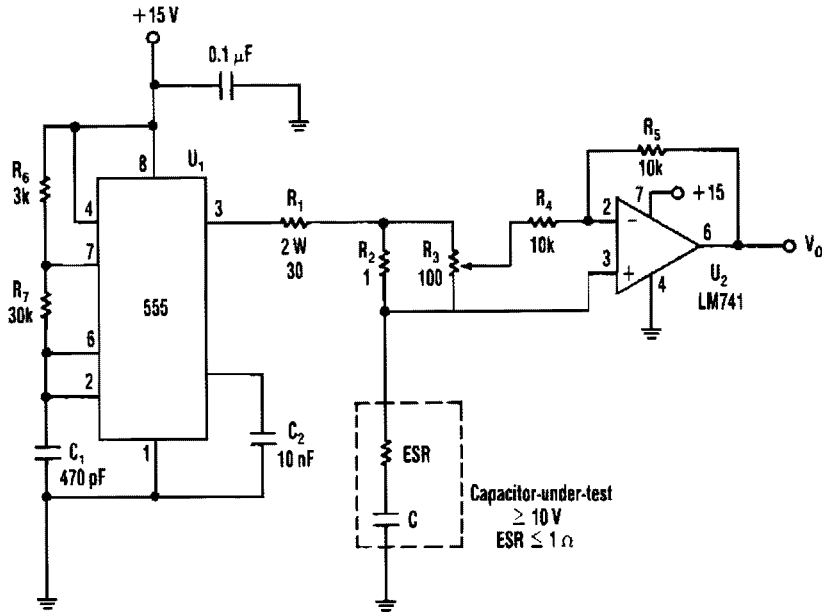 +15 V
0.1 μF
R6
3k
8
U1
4
3
R1
2 W
30
7
R2
1
R3
100
R4
10k
R5
10k
2
−
7
+15
6
Vo
3
+
4
U2
LM741
R7
30k
555
6
2
C1
470 pF
1
C2
10 nF
ESR
C
Capacitor-under-test
≥ 10 V
ESR ≤ 1 Ω